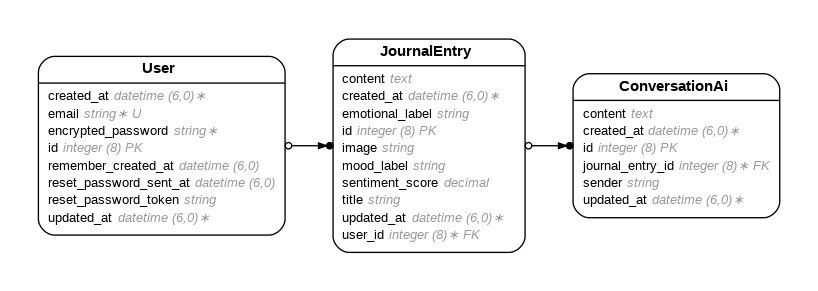 User
created_at datetime (6,0)∗
email string∗ U
encrypted_password string∗
id integer (8) PK
remember_created_at datetime (6,0)
reset_password_sent_at datetime (6,0)
reset_password_token string
updated_at datetime (6,0)∗
JournalEntry
content text
created_at datetime (6,0)∗
emotional_label string
id integer (8) PK
image string
mood_label string
sentiment_score decimal
title string
updated_at datetime (6,0)∗
user_id integer (8)∗ FK
ConversationAi
content text
created_at datetime (6,0)∗
id integer (8) PK
journal_entry_id integer (8)∗ FK
sender string
updated_at datetime (6,0)∗